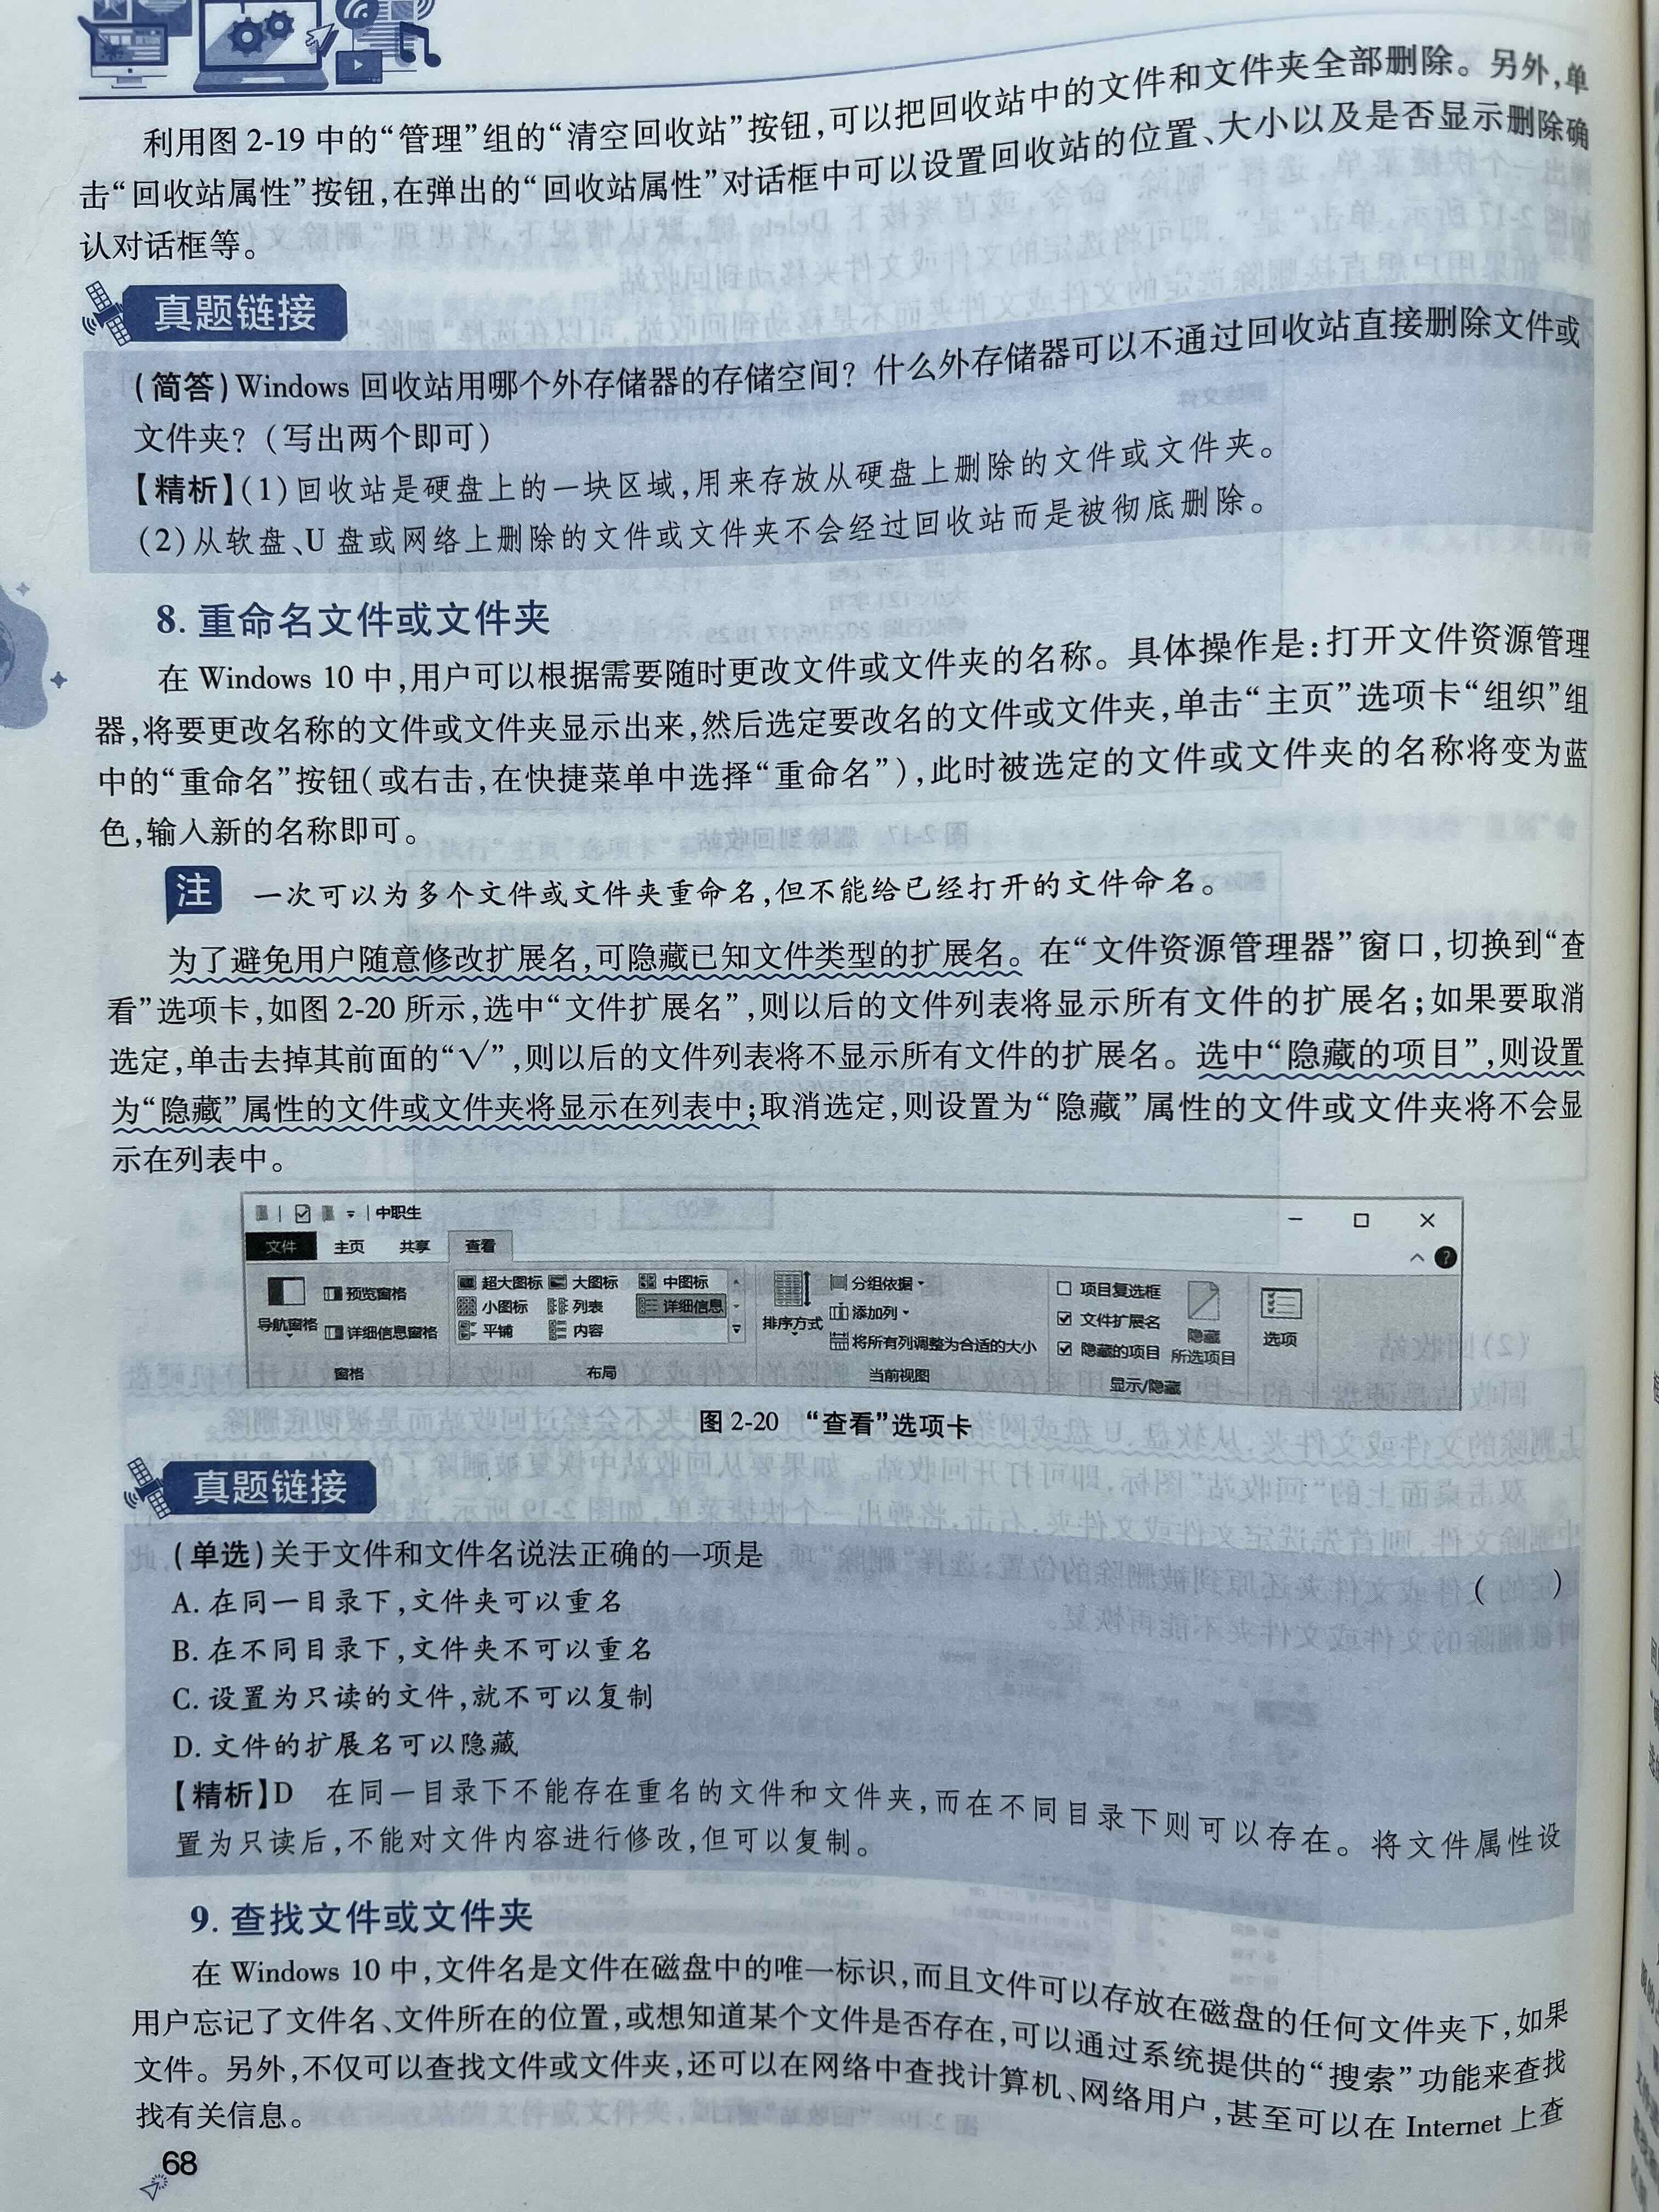 利用图 2-19 中的“管理”组的“清空回收站”按钮,可以把回收站中的文件和文件夹全部删除。另外,单
击“回收站属性”按钮,在弹出的“回收站属性”对话框中可以设置回收站的位置、大小以及是否显示删除确
认对话框等。
真题链接
(简答)Windows 回收站用哪个外存储器的存储空间? 什么外存储器可以不通过回收站直接删除文件或
文件夹? (写出两个即可)
【精析】(1)回收站是硬盘上的一块区域,用来存放从硬盘上删除的文件或文件夹。
(2)从软盘、U 盘或网络上删除的文件或文件夹不会经过回收站而是被彻底删除。
8. 重命名文件或文件夹
在 Windows 10 中,用户可以根据需要随时更改文件或文件夹的名称。具体操作是:打开文件资源管理
器,将要更改名称的文件或文件夹显示出来,然后选定要改名的文件或文件夹,单击“主页”选项卡“组织”组
中的“重命名”按钮(或右击,在快捷菜单中选择“重命名”),此时被选定的文件或文件夹的名称将变为蓝
色,输入新的名称即可。
注 一次可以为多个文件或文件夹重命名,但不能给已经打开的文件命名。
为了避免用户随意修改扩展名,可隐藏已知文件类型的扩展名。在“文件资源管理器”窗口,切换到“查
看”选项卡,如图 2-20 所示,选中“文件扩展名”,则以后的文件列表将显示所有文件的扩展名;如果要取消
选定,单击去掉其前面的“√”,则以后的文件列表将不显示所有文件的扩展名。选中“隐藏的项目”,则设置
为“隐藏”属性的文件或文件夹将显示在列表中;取消选定,则设置为“隐藏”属性的文件或文件夹将不会显
示在列表中。
中职生
文件 主页 共享 查看
导航窗格 预览窗格 详细信息窗格
窗格
超大图标 大图标 中图标
小图标 列表 详细信息
平铺 内容
布局
排序方式 分组依据
添加列
将所有列调整为合适的大小
当前视图
项目复选框
文件扩展名
隐藏的项目
隐藏
所选项目
显示/隐藏
选项
图 2-20 “查看”选项卡
真题链接
(单选)关于文件和文件名说法正确的一项是 ( )
A. 在同一目录下,文件夹可以重名
B. 在不同目录下,文件夹不可以重名
C. 设置为只读的文件,就不可以复制
D. 文件的扩展名可以隐藏
【精析】D 在同一目录下不能存在重名的文件和文件夹,而在不同目录下则可以存在。将文件属性设
置为只读后,不能对文件内容进行修改,但可以复制。
9. 查找文件或文件夹
在 Windows 10 中,文件名是文件在磁盘中的唯一标识,而且文件可以存放在磁盘的任何文件夹下,如果
用户忘记了文件名、文件所在的位置,或想知道某个文件是否存在,可以通过系统提供的“搜索”功能来查找
文件。另外,不仅可以查找文件或文件夹,还可以在网络中查找计算机、网络用户,甚至可以在 Internet 上查
找有关信息。
68